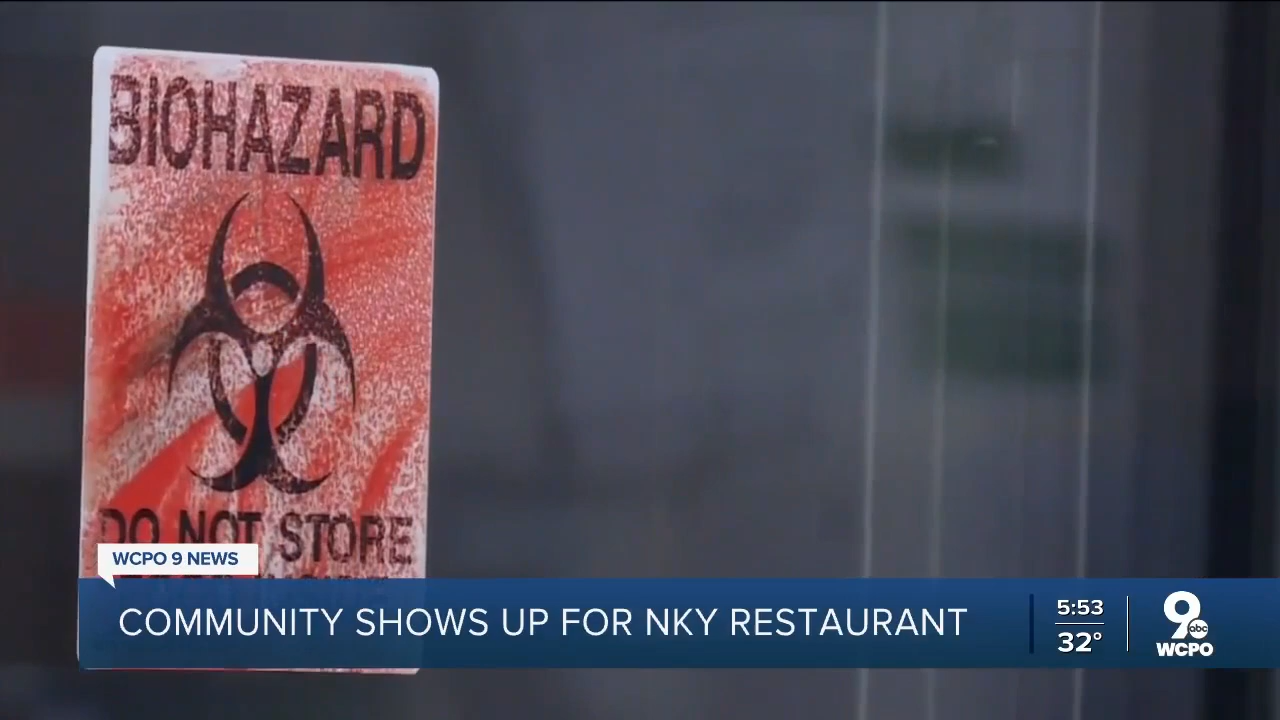 BIOHAZARD
DO NOT STORE
WCPO 9 NEWS
COMMUNITY SHOWS UP FOR NKY RESTAURANT
5:53
32°
9
abc
WCPO